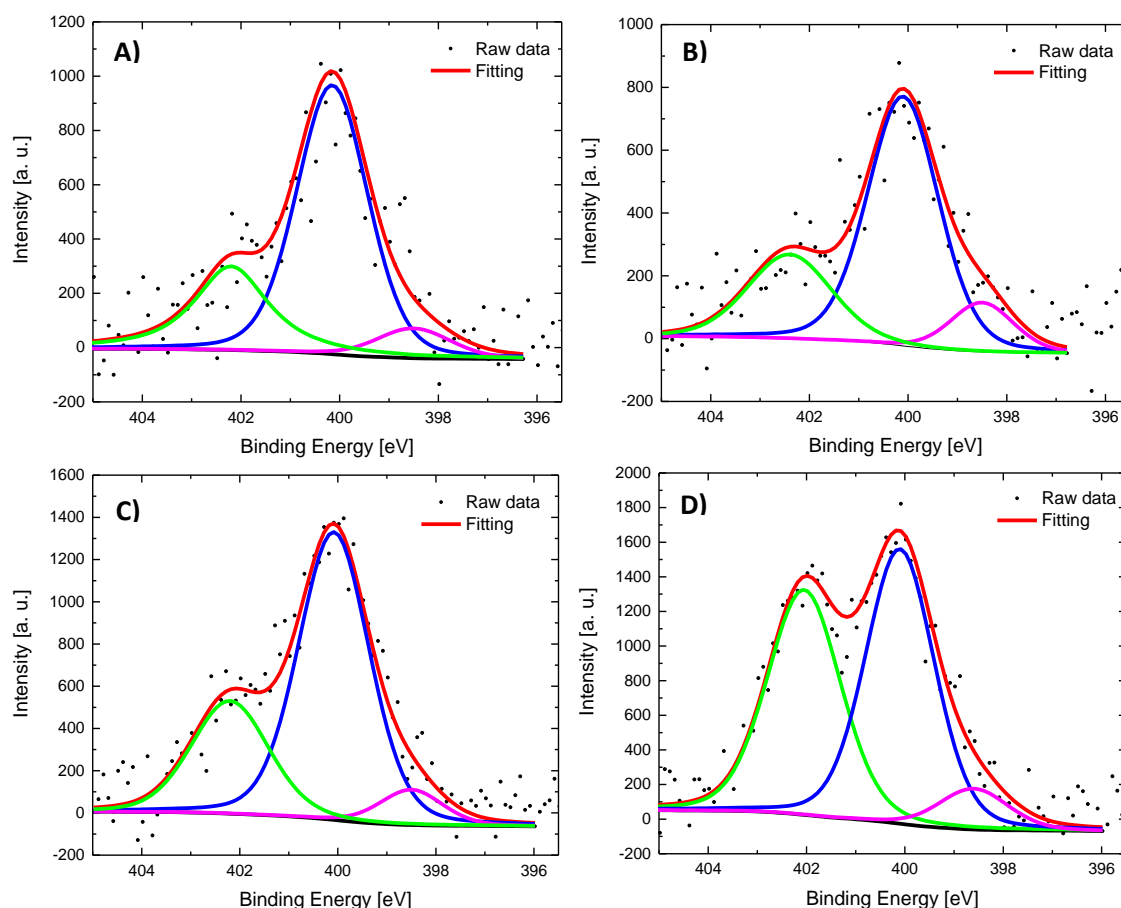 A)
Raw data
Fitting
1200
1000
800
600
400
200
0
-200
404
402
400
398
396
Intensity [a. u.]
Binding Energy [eV]
B)
Raw data
Fitting
1000
800
600
400
200
0
-200
404
402
400
398
396
Intensity [a. u.]
Binding Energy [eV]
C)
Raw data
Fitting
1600
1400
1200
1000
800
600
400
200
0
-200
404
402
400
398
396
Intensity [a. u.]
Binding Energy [eV]
D)
Raw data
Fitting
2000
1800
1600
1400
1200
1000
800
600
400
200
0
-200
404
402
400
398
396
Intensity [a. u.]
Binding Energy [eV]